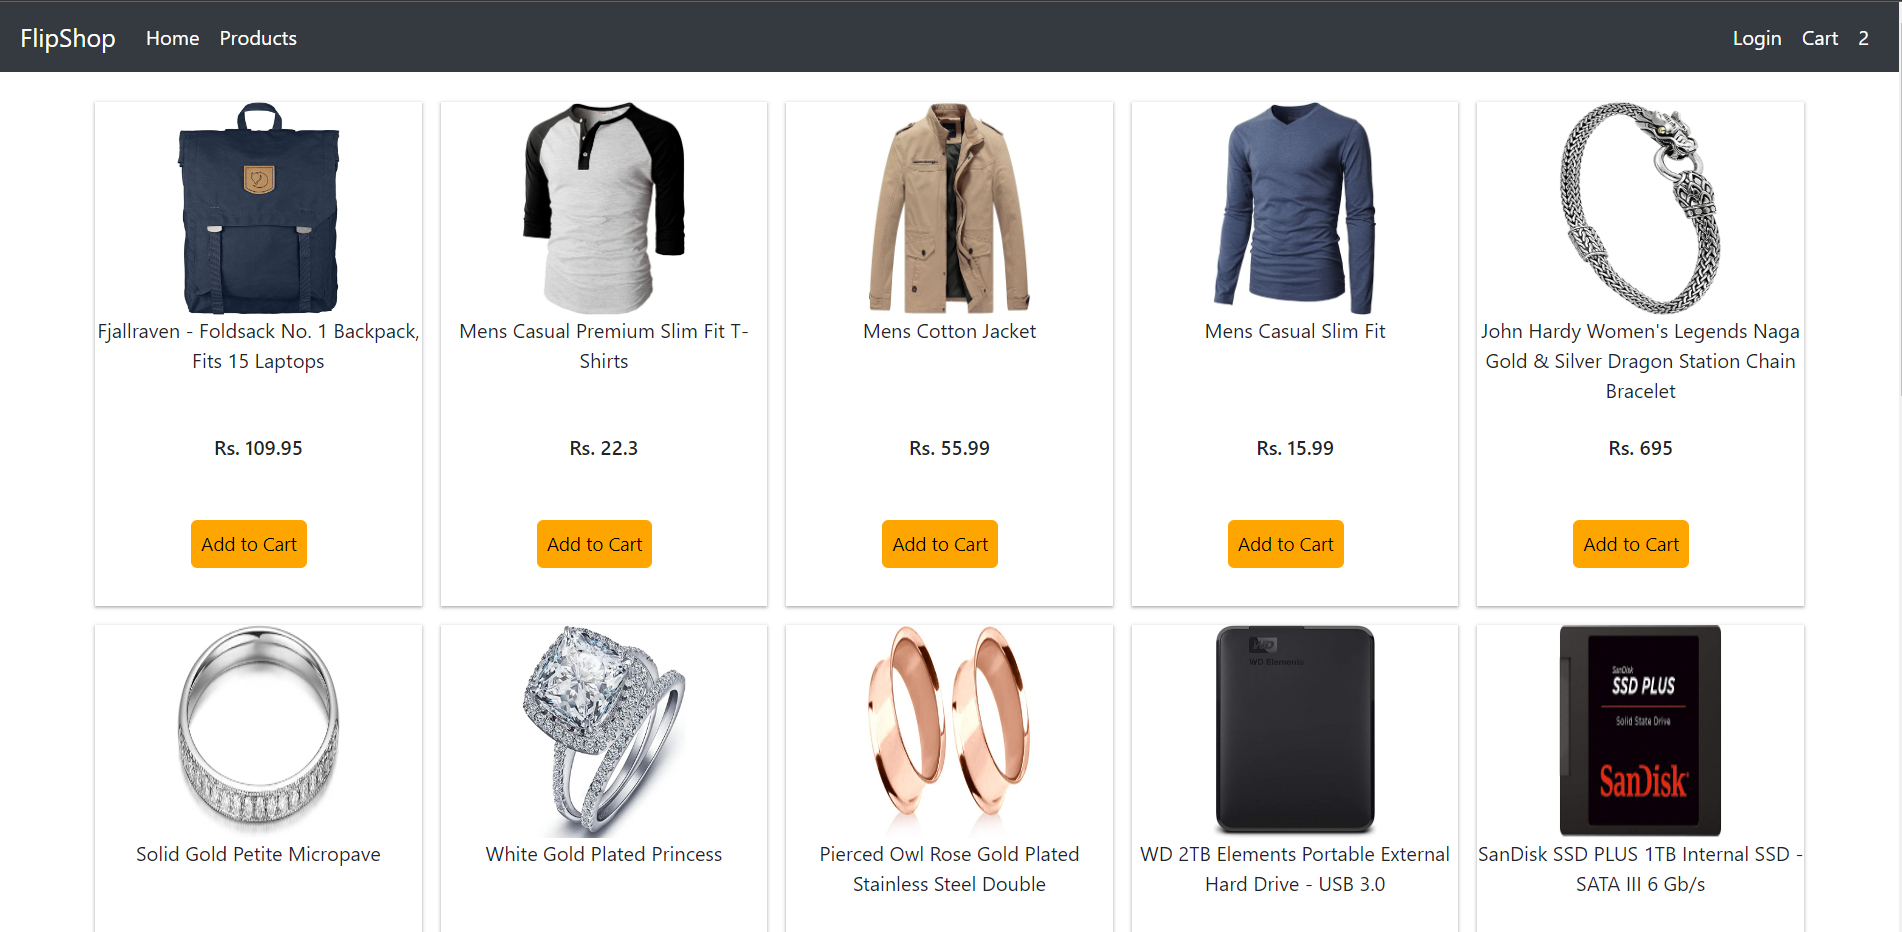 FlipShop Home Products Login Cart 2
Fjallraven - Foldsack No. 1 Backpack,
Fits 15 Laptops
Rs. 109.95
Add to Cart
Mens Casual Premium Slim Fit T-
Shirts
Rs. 22.3
Add to Cart
Mens Cotton Jacket
Rs. 55.99
Add to Cart
Mens Casual Slim Fit
Rs. 15.99
Add to Cart
John Hardy Women's Legends Naga
Gold & Silver Dragon Station Chain
Bracelet
Rs. 695
Add to Cart
Solid Gold Petite Micropave
White Gold Plated Princess
Pierced Owl Rose Gold Plated
Stainless Steel Double
WD
WD Elements
WD 2TB Elements Portable External
Hard Drive - USB 3.0
SanDisk
SSD PLUS
Solid State Drive
SanDisk
SanDisk SSD PLUS 1TB Internal SSD -
SATA III 6 Gb/s